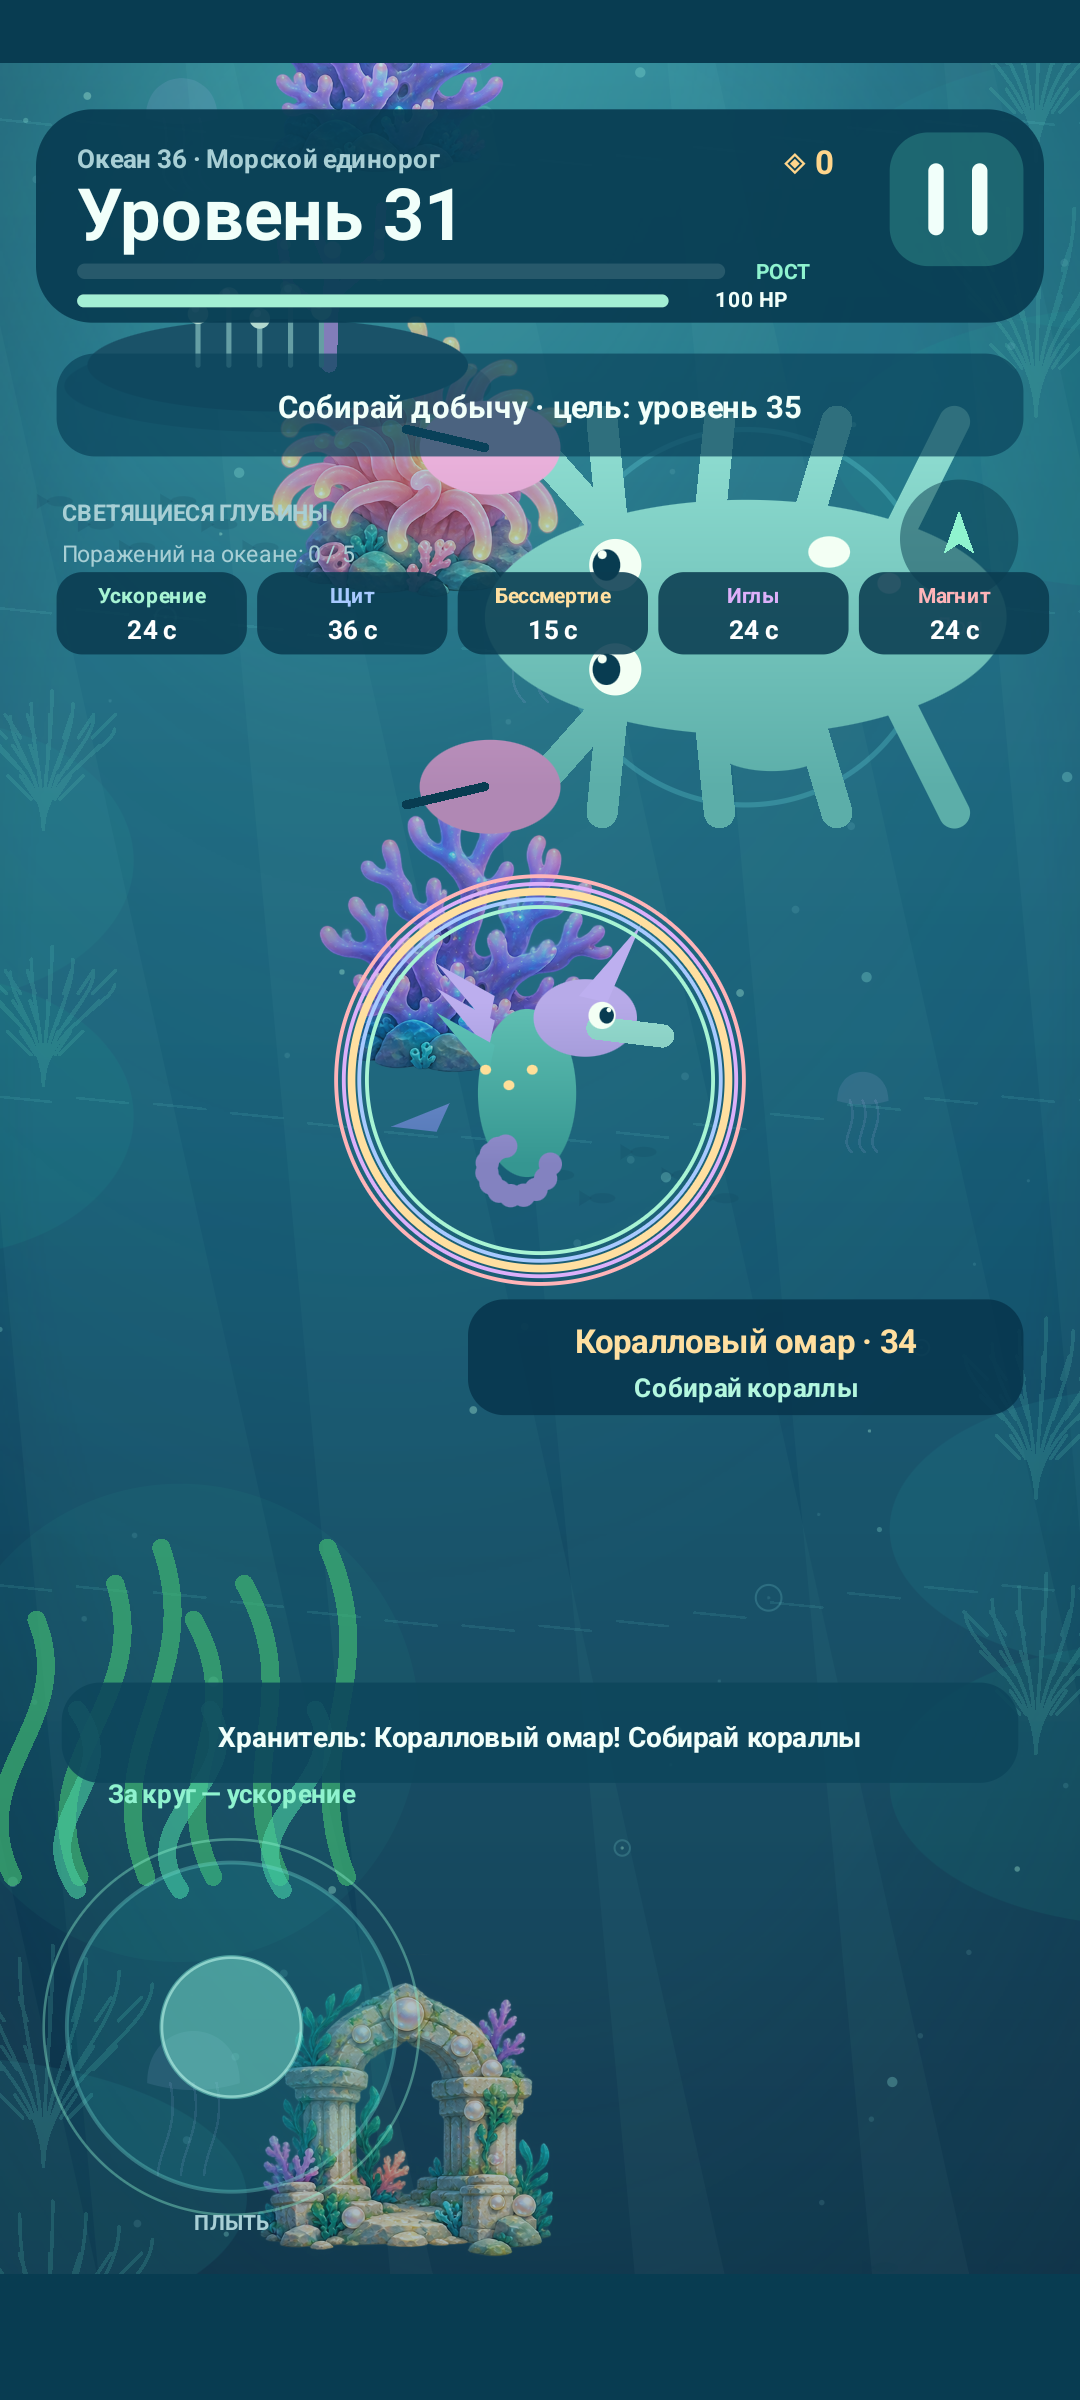 Океан 36 · Морской единорог
0
Уровень 31
РОСТ
100 HP
Собирай добычу · цель: уровень 35
СВЕТЯЩИЕСЯ ГЛУБИНЫ
Поражений на океане: 0 / 5
Ускорение
24 с
Щит
36 с
Бессмертие
15 с
Иглы
24 с
Магнит
24 с
Коралловый омар · 34
Собирай кораллы
Хранитель: Коралловый омар! Собирай кораллы
За круг — ускорение
ПЛЫТЬ